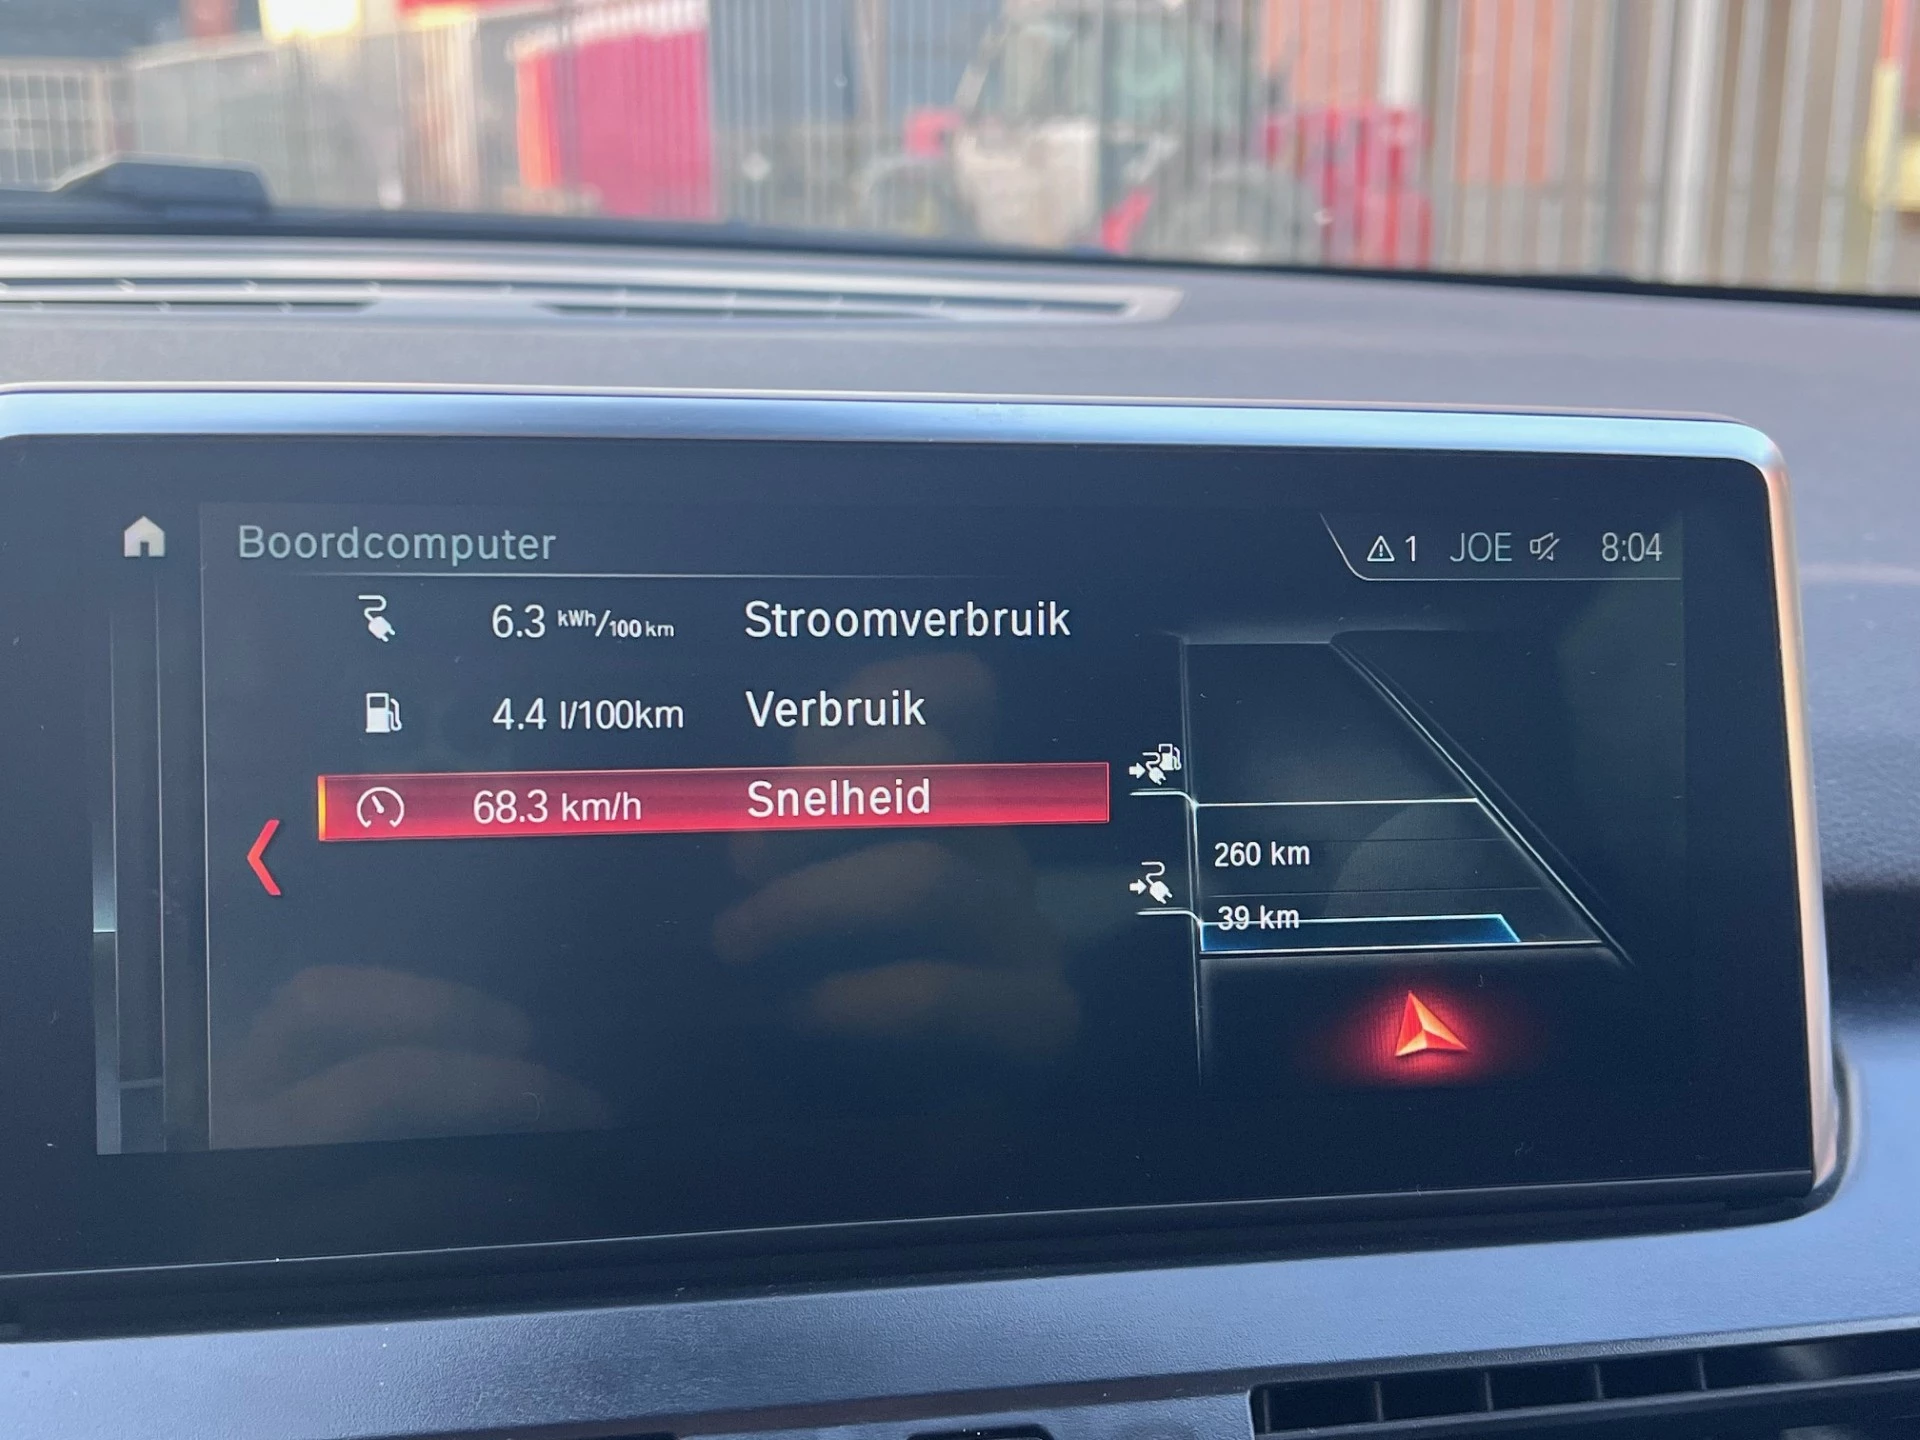 Boordcomputer
1 JOE 8:04
6.3 kWh/100 km Stroomverbruik
4.4 l/100km Verbruik
68.3 km/h Snelheid
260 km
39 km